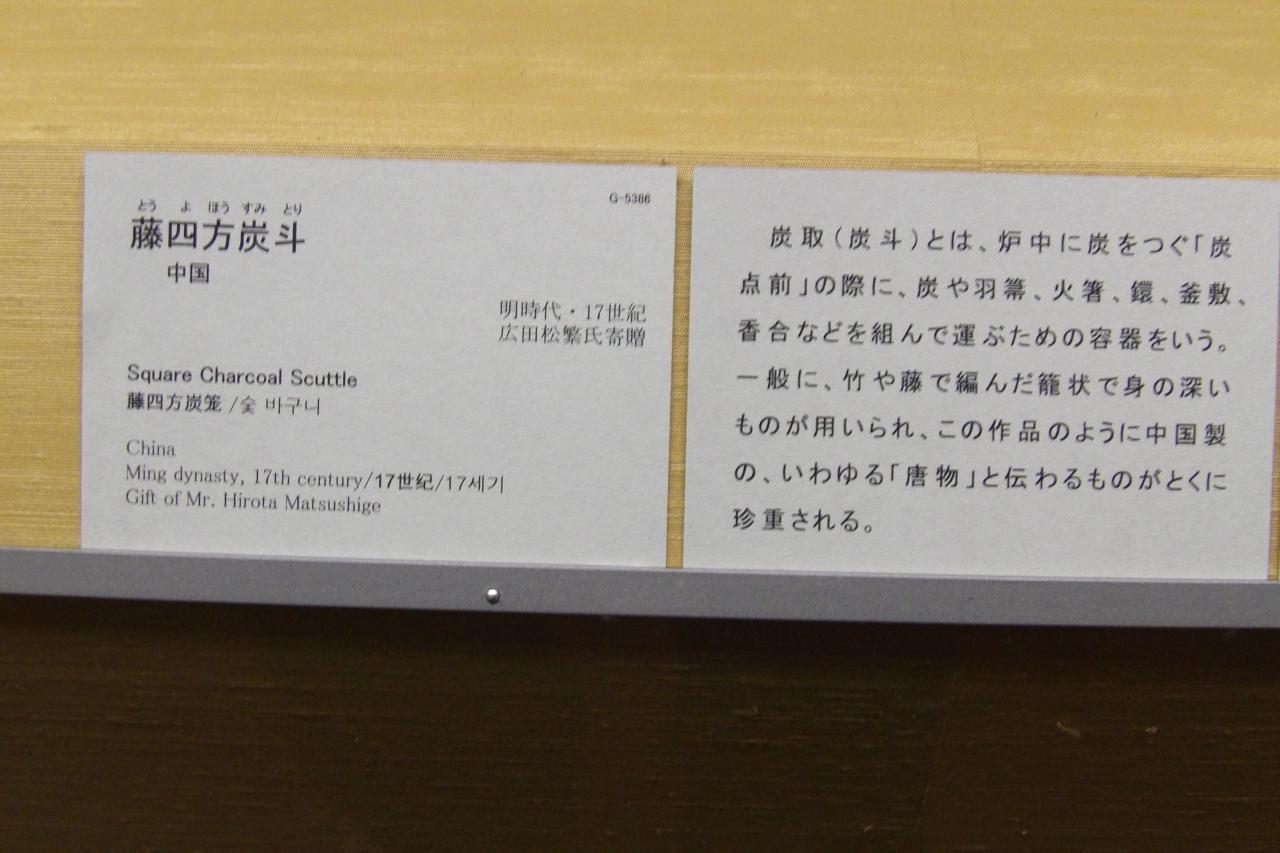 G-5386
とう よ ほう すみ とり
藤四方炭斗
中国
明時代・17世紀
広田松繁氏寄贈
Square Charcoal Scuttle
藤四方炭笼 /숯 바구니
China
Ming dynasty, 17th century/17世纪/17세기
Gift of Mr. Hirota Matsushige
炭取(炭斗)とは、炉中に炭をつぐ「炭
点前」の際に、炭や羽箒、火箸、鐶、釜敷、
香合などを組んで運ぶための容器をいう。
一般に、竹や藤で編んだ籠状で身の深い
ものが用いられ、この作品のように中国製
の、いわゆる「唐物」と伝わるものがとくに
珍重される。